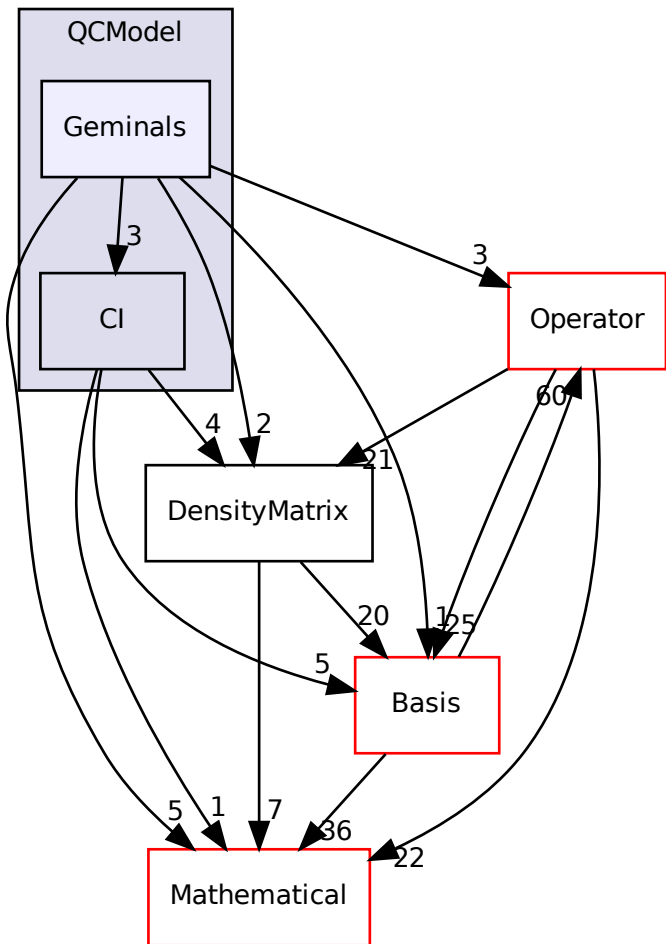 QCModel
Geminals
3
3
CI
Operator
60
4
2
21
DensityMatrix
20
1
25
5
Basis
5
1
7
36
22
Mathematical